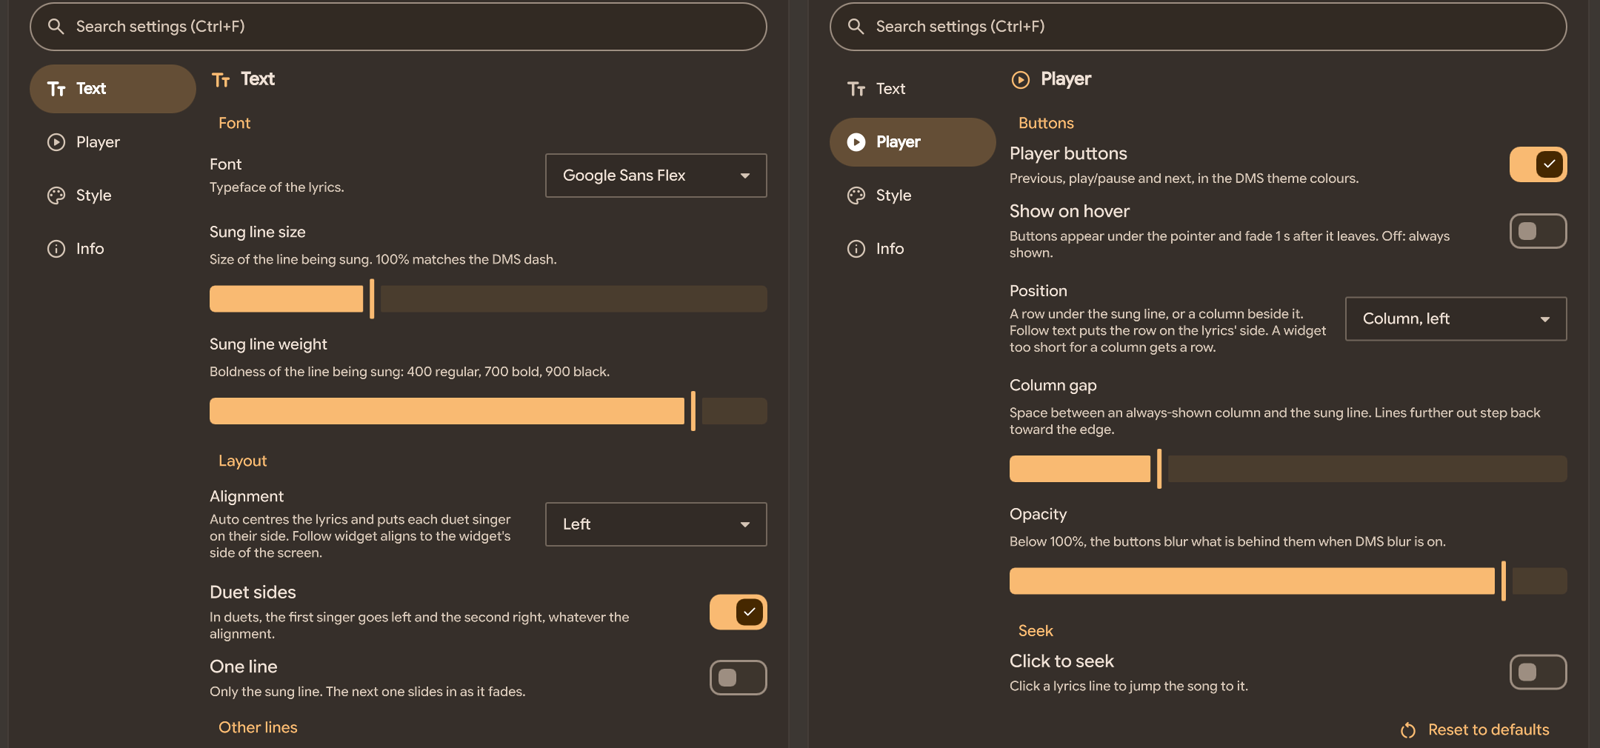 Search settings (Ctrl+F)
Text
Player
Style
Info
Text
Font
Font
Typeface of the lyrics.
Google Sans Flex
Sung line size
Size of the line being sung. 100% matches the DMS dash.
Sung line weight
Boldness of the line being sung: 400 regular, 700 bold, 900 black.
Layout
Alignment
Auto centres the lyrics and puts each duet singer
on their side. Follow widget aligns to the widget's
side of the screen.
Left
Duet sides
In duets, the first singer goes left and the second right, whatever the
alignment.
One line
Only the sung line. The next one slides in as it fades.
Other lines
Search settings (Ctrl+F)
Text
Player
Style
Info
Player
Buttons
Player buttons
Previous, play/pause and next, in the DMS theme colours.
Show on hover
Buttons appear under the pointer and fade 1 s after it leaves. Off: always
shown.
Position
A row under the sung line, or a column beside it.
Follow text puts the row on the lyrics' side. A widget
too short for a column gets a row.
Column, left
Column gap
Space between an always-shown column and the sung line. Lines further out step back
toward the edge.
Opacity
Below 100%, the buttons blur what is behind them when DMS blur is on.
Seek
Click to seek
Click a lyrics line to jump the song to it.
Reset to defaults